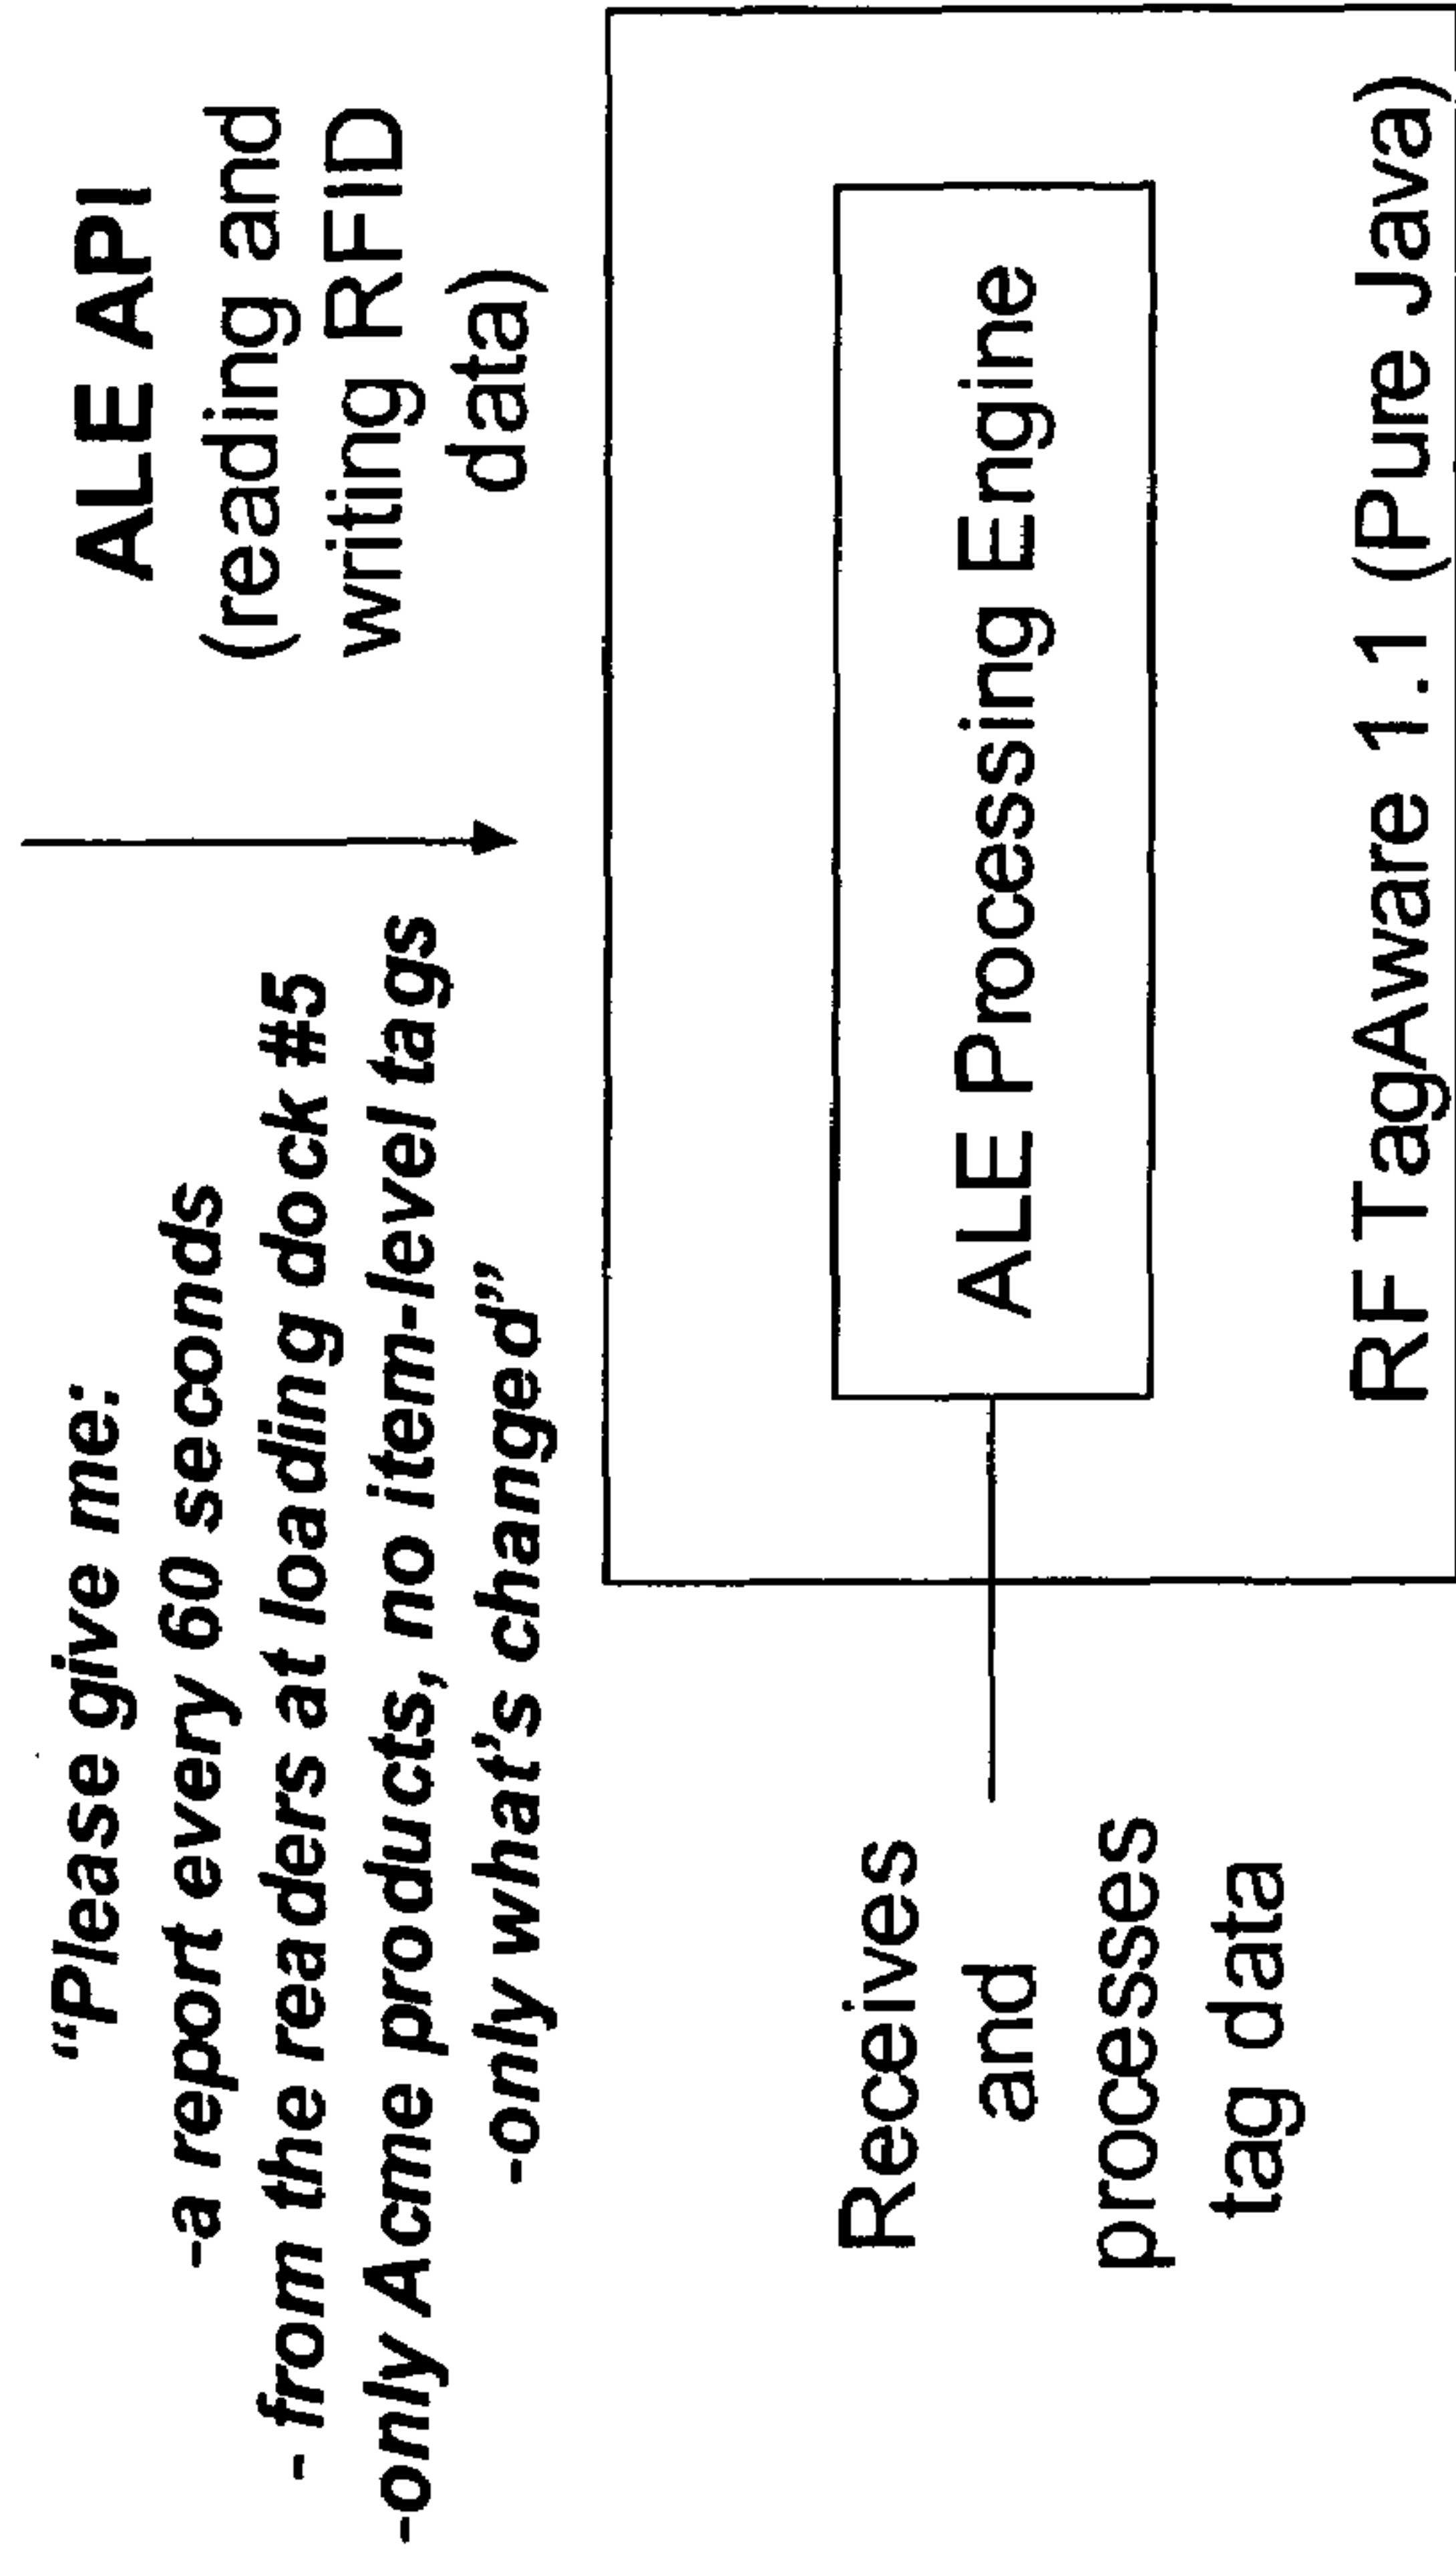 "Please give me:
-a report every 60 seconds
- from the readers at loading dock #5
-only Acme products, no item-level tags
-only what's changed"
ALE API
(reading and
writing RFID
data)
Receives
and
processes
tag data
ALE Processing Engine
RFTagAware 1.1 (Pure Java)